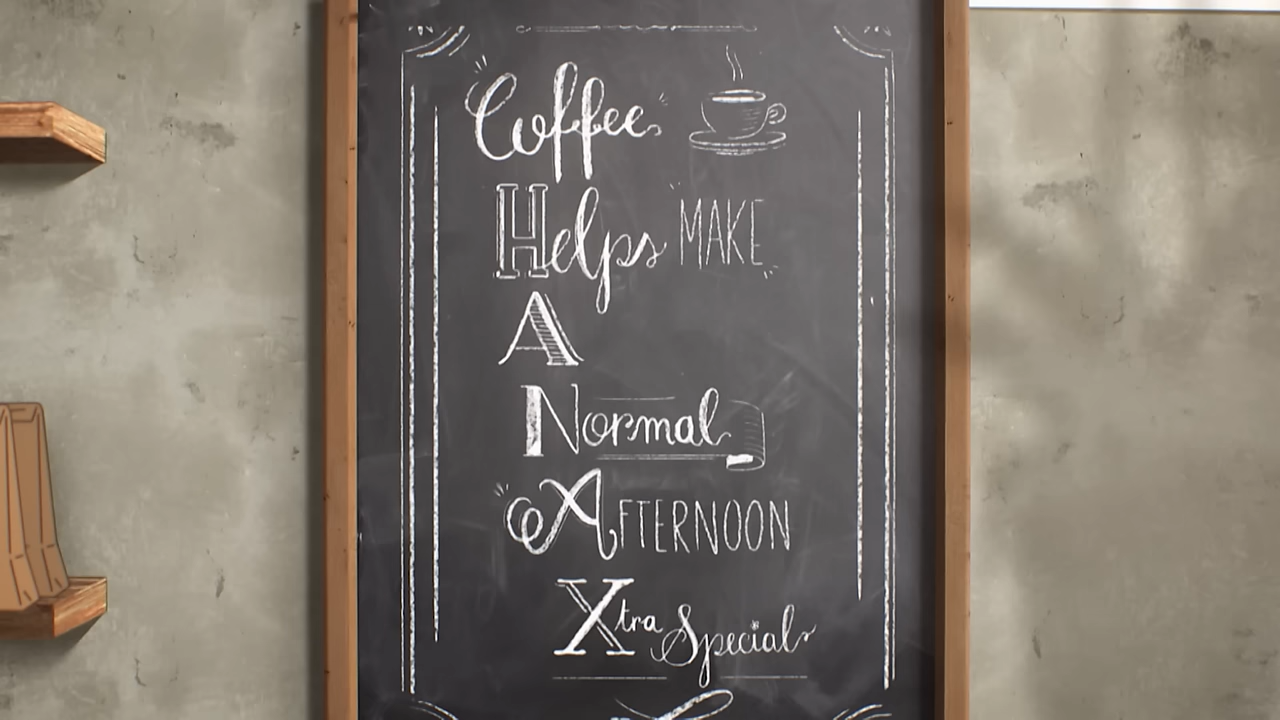 Coffee
Helps MAKE
A
Normal
AFTERNOON
Xtra Special